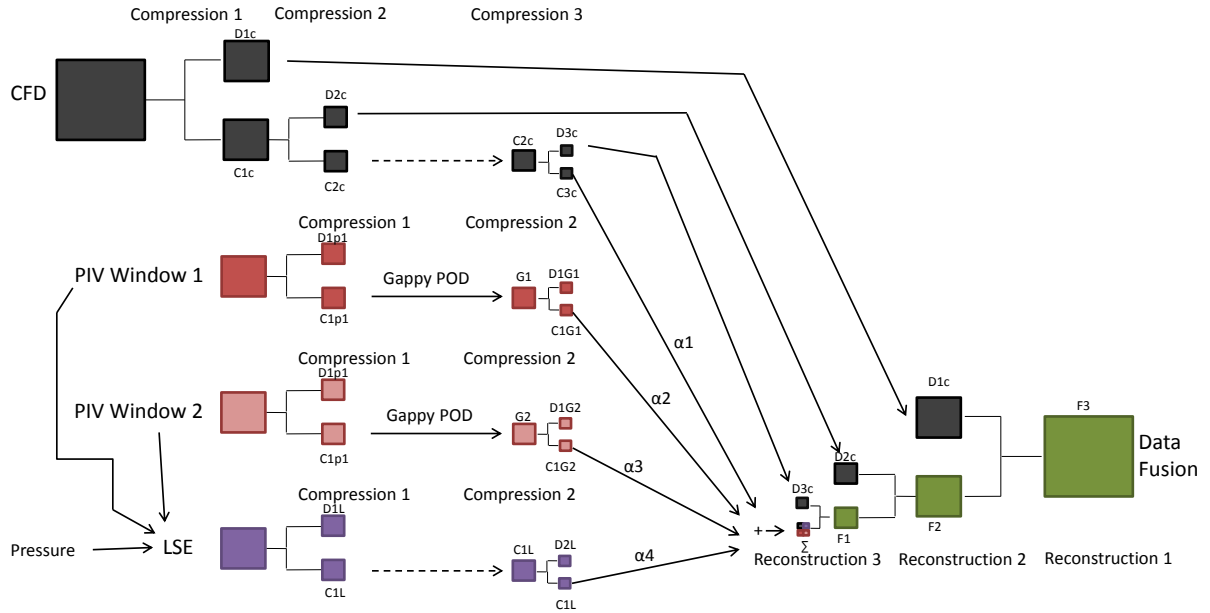 Compression 1
Compression 2
Compression 3
D1c
CFD
D2c
C1c
C2c
C2c
D3c
C3c
Compression 1
Compression 2
D1p1
PIV Window 1
Gappy POD
G1
D1G1
C1p1
C1G1
α1
Compression 1
Compression 2
D1p1
α2
PIV Window 2
Gappy POD
G2
D1G2
C1p1
C1G2
α3
D1c
F3
Data
Fusion
Compression 1
Compression 2
D1L
D2c
D3c
Pressure
LSE
C1L
D2L
α4
+
F1
F2
Σ
C1L
C1L
Reconstruction 3
Reconstruction 2
Reconstruction 1